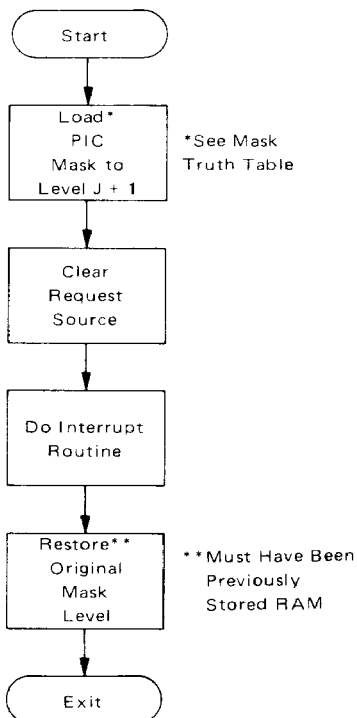 Start
Load*
PIC
Mask to
Level J + 1
*See Mask
Truth Table
Clear
Request
Source
Do Interrupt
Routine
Restore**
Original
Mask
Level
**Must Have Been
Previously
Stored RAM
Exit